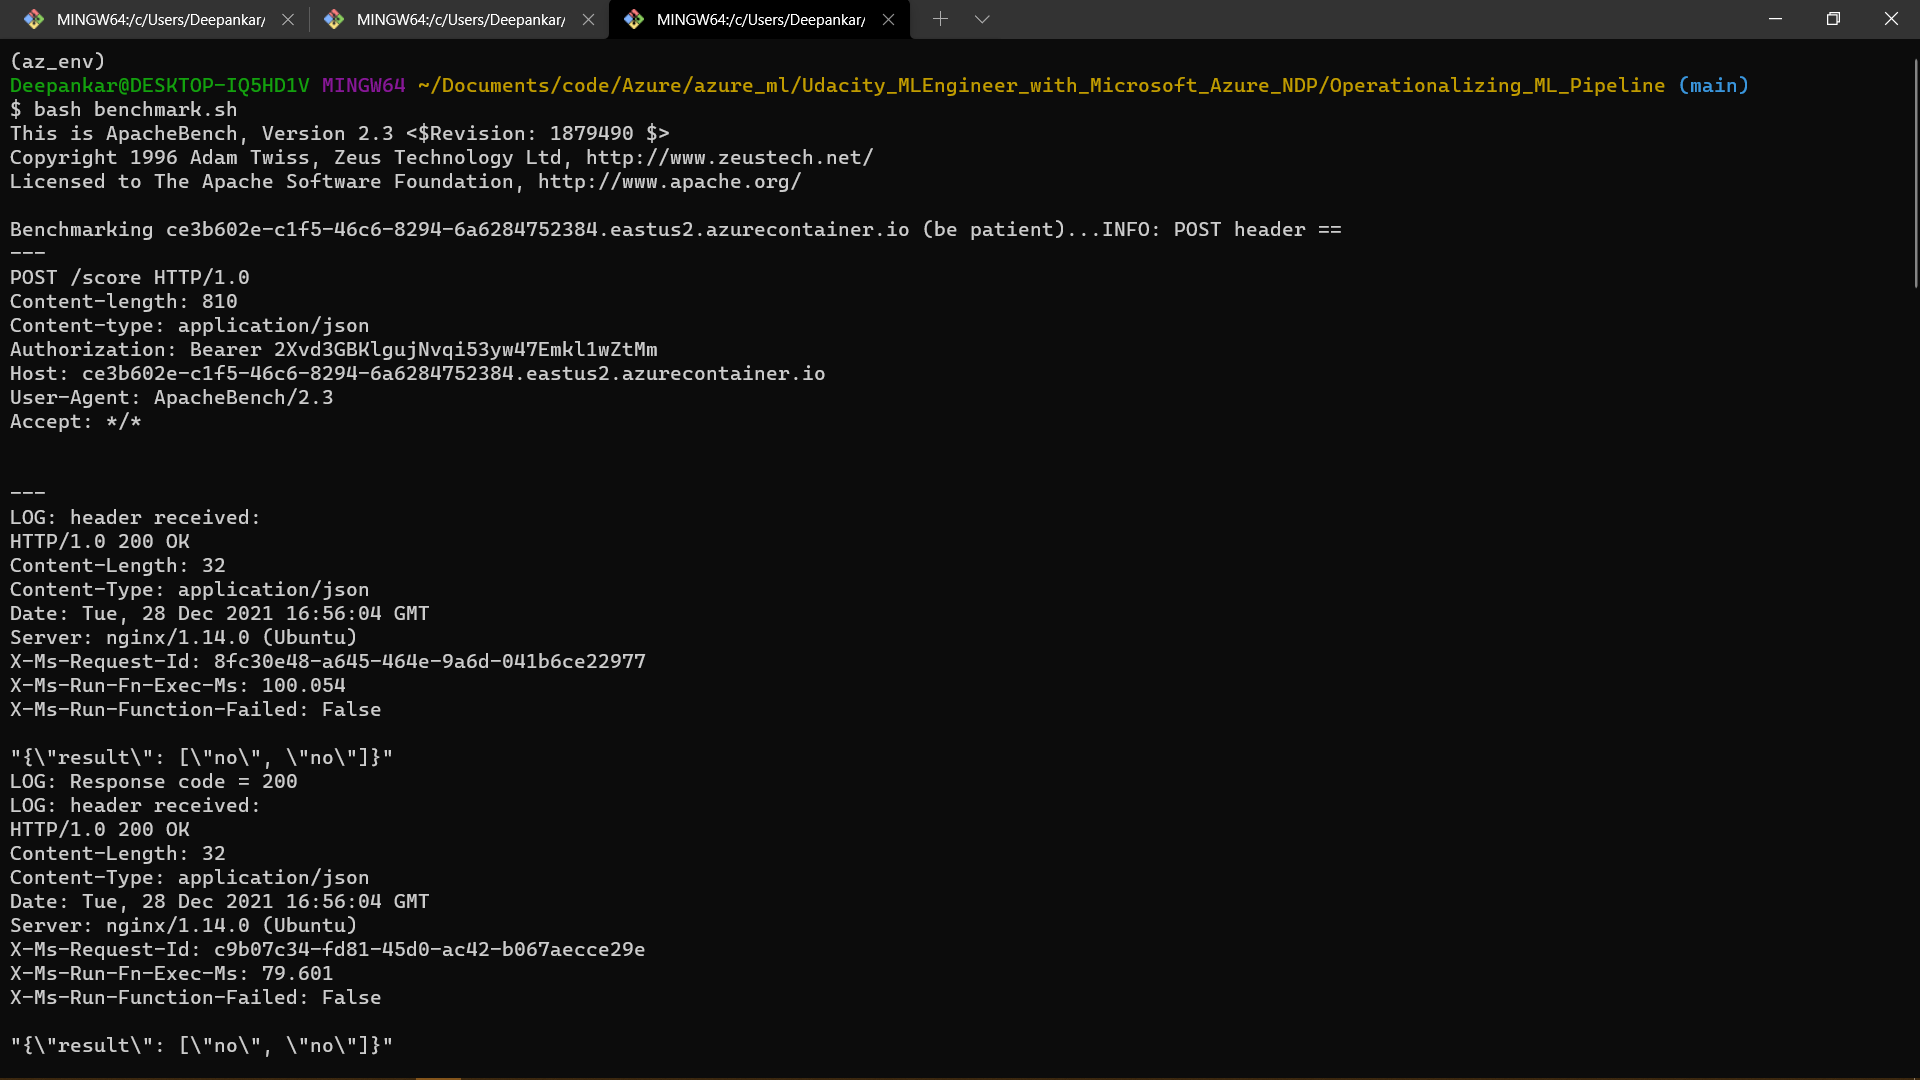 MINGW64:/c/Users/Deepankar/
MINGW64:/c/Users/Deepankar/
MINGW64:/c/Users/Deepankar/
(az_env)
Deepankar@DESKTOP-IQ5HD1V MINGW64 ~/Documents/code/Azure/azure_ml/Udacity_MLEngineer_with_Microsoft_Azure_NDP/Operationalizing_ML_Pipeline (main)
$ bash benchmark.sh
This is ApacheBench, Version 2.3 <$Revision: 1879490 $>
Copyright 1996 Adam Twiss, Zeus Technology Ltd, http://www.zeustech.net/
Licensed to The Apache Software Foundation, http://www.apache.org/

Benchmarking ce3b602e-c1f5-46c6-8294-6a6284752384.eastus2.azurecontainer.io (be patient)...INFO: POST header ==
---
POST /score HTTP/1.0
Content-length: 810
Content-type: application/json
Authorization: Bearer 2Xvd3GBKlgujNvqi53yw47Emkl1wZtMm
Host: ce3b602e-c1f5-46c6-8294-6a6284752384.eastus2.azurecontainer.io
User-Agent: ApacheBench/2.3
Accept: */*

---
LOG: header received:
HTTP/1.0 200 OK
Content-Length: 32
Content-Type: application/json
Date: Tue, 28 Dec 2021 16:56:04 GMT
Server: nginx/1.14.0 (Ubuntu)
X-Ms-Request-Id: 8fc30e48-a645-464e-9a6d-041b6ce22977
X-Ms-Run-Fn-Exec-Ms: 100.054
X-Ms-Run-Function-Failed: False

"{\"result\": [\"no\", \"no\"]}"
LOG: Response code = 200
LOG: header received:
HTTP/1.0 200 OK
Content-Length: 32
Content-Type: application/json
Date: Tue, 28 Dec 2021 16:56:04 GMT
Server: nginx/1.14.0 (Ubuntu)
X-Ms-Request-Id: c9b07c34-fd81-45d0-ac42-b067aecce29e
X-Ms-Run-Fn-Exec-Ms: 79.601
X-Ms-Run-Function-Failed: False

"{\"result\": [\"no\", \"no\"]}"